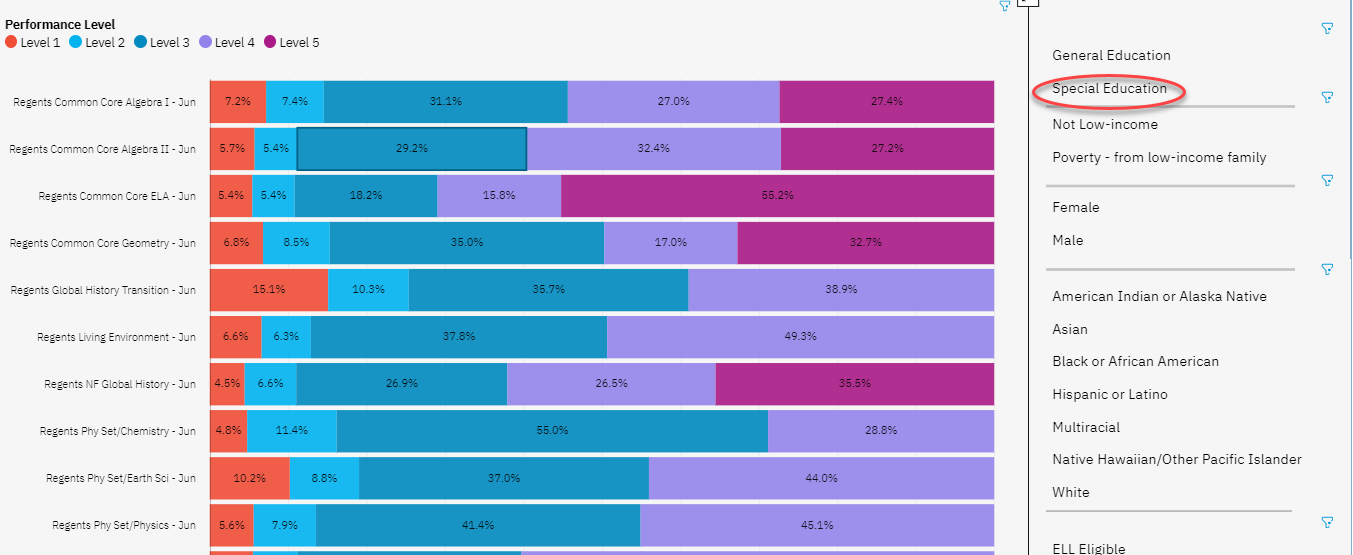 Performance Level
Level 1 Level 2 Level 3 Level 4 Level 5
Regents Common Core Algebra I - Jun 7.2% 7.4% 31.1% 27.0% 27.4%
Regents Common Core Algebra II - Jun 5.7% 5.4% 29.2% 32.4% 27.2%
Regents Common Core ELA - Jun 5.4% 5.4% 18.2% 15.8% 55.2%
Regents Common Core Geometry - Jun 6.8% 8.5% 35.0% 17.0% 32.7%
Regents Global History Transition - Jun 15.1% 10.3% 35.7% 38.9%
Regents Living Environment - Jun 6.6% 6.3% 37.8% 49.3%
Regents NF Global History - Jun 4.5% 6.6% 26.9% 26.5% 35.5%
Regents Phy Set/Chemistry - Jun 4.8% 11.4% 55.0% 28.8%
Regents Phy Set/Earth Sci - Jun 10.2% 8.8% 37.0% 44.0%
Regents Phy Set/Physics - Jun 5.6% 7.9% 41.4% 45.1%
General Education
Special Education
Not Low-income
Poverty - from low-income family
Female
Male
American Indian or Alaska Native
Asian
Black or African American
Hispanic or Latino
Multiracial
Native Hawaiian/Other Pacific Islander
White
ELL Eligible